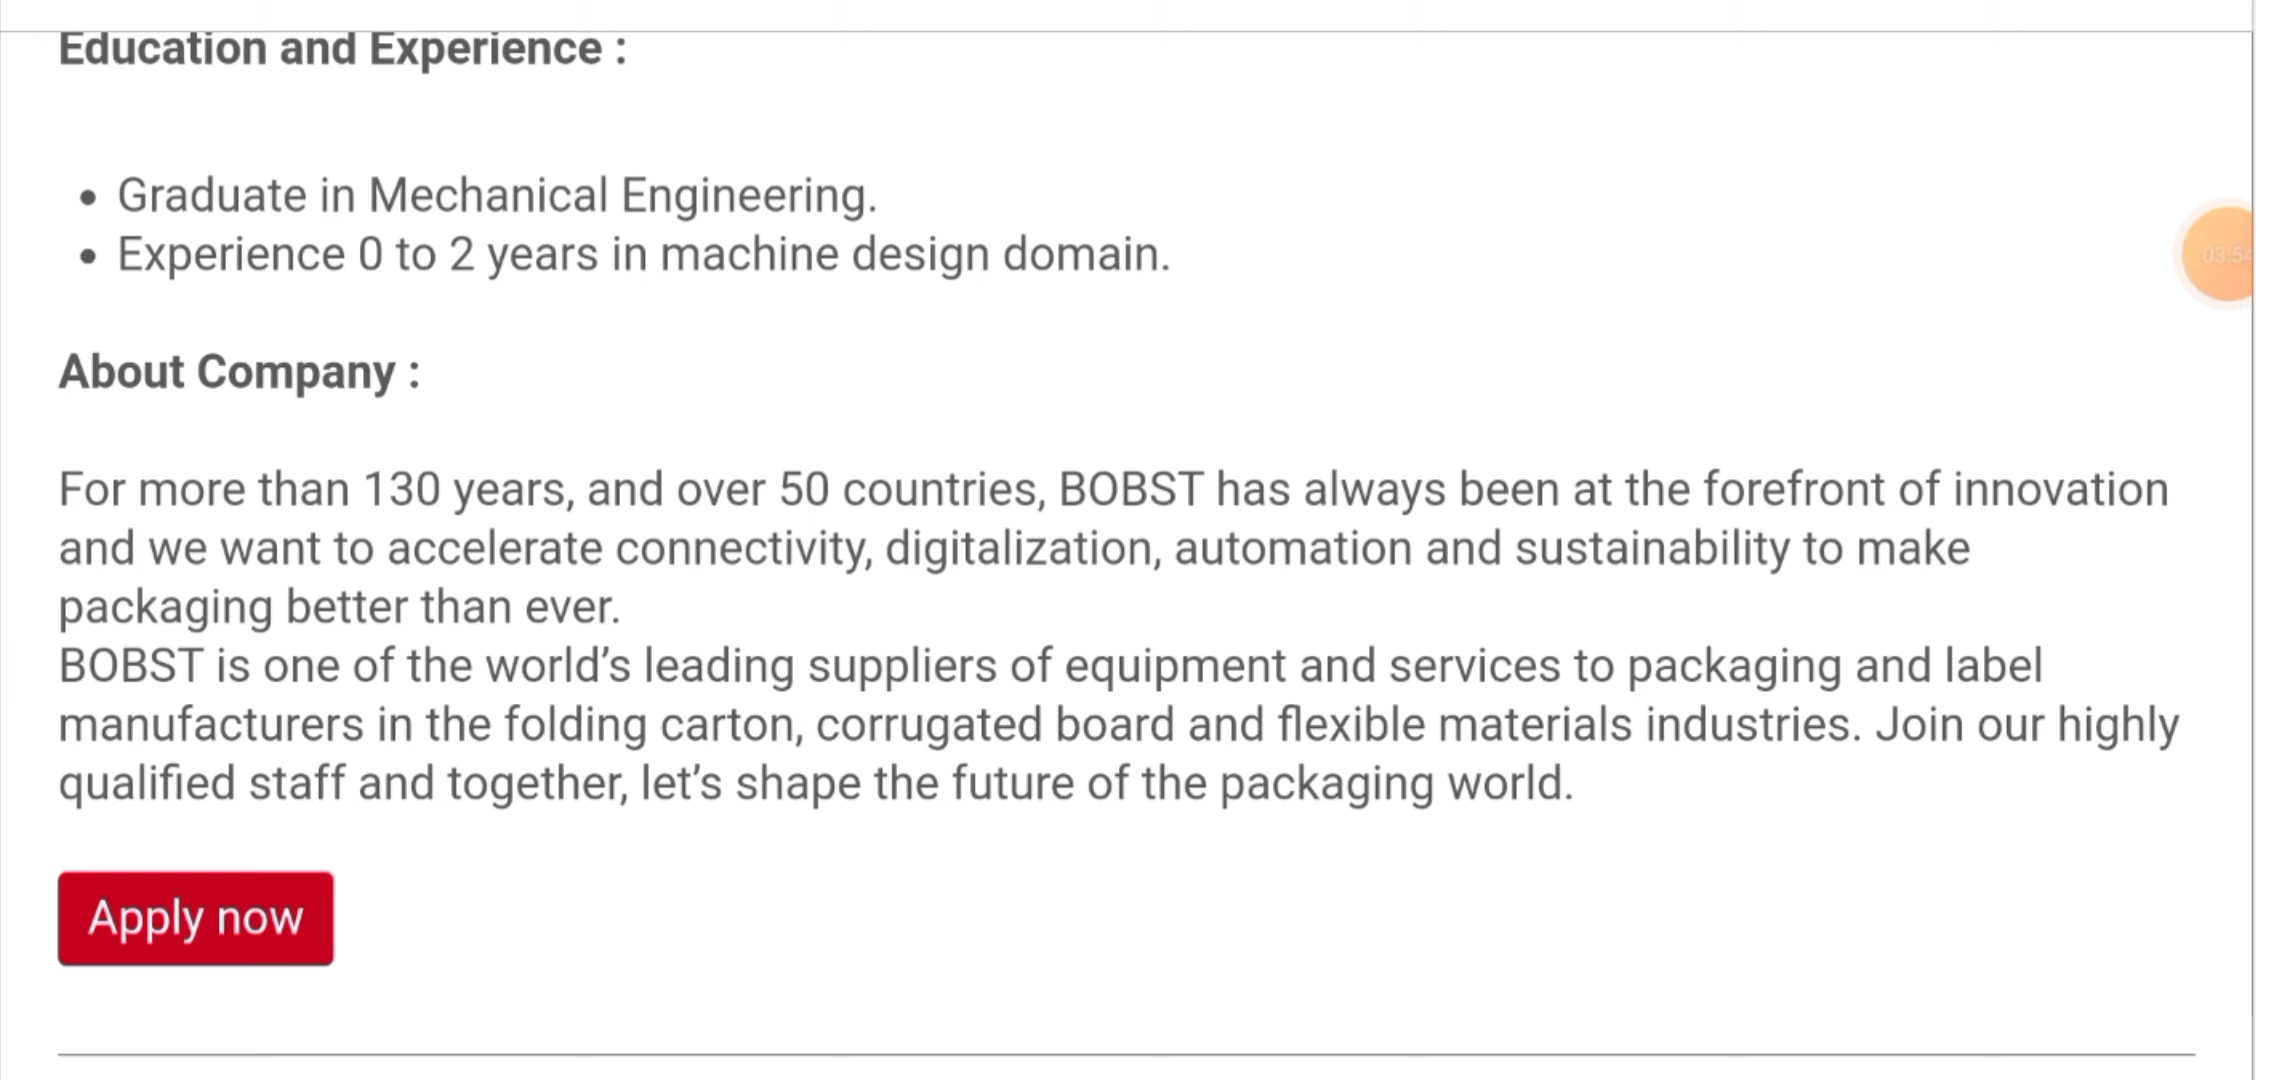 Education and Experience :
• Graduate in Mechanical Engineering.
• Experience 0 to 2 years in machine design domain.
03:54
About Company :
For more than 130 years, and over 50 countries, BOBST has always been at the forefront of innovation
and we want to accelerate connectivity, digitalization, automation and sustainability to make
packaging better than ever.
BOBST is one of the world’s leading suppliers of equipment and services to packaging and label
manufacturers in the folding carton, corrugated board and flexible materials industries. Join our highly
qualified staff and together, let’s shape the future of the packaging world.
Apply now